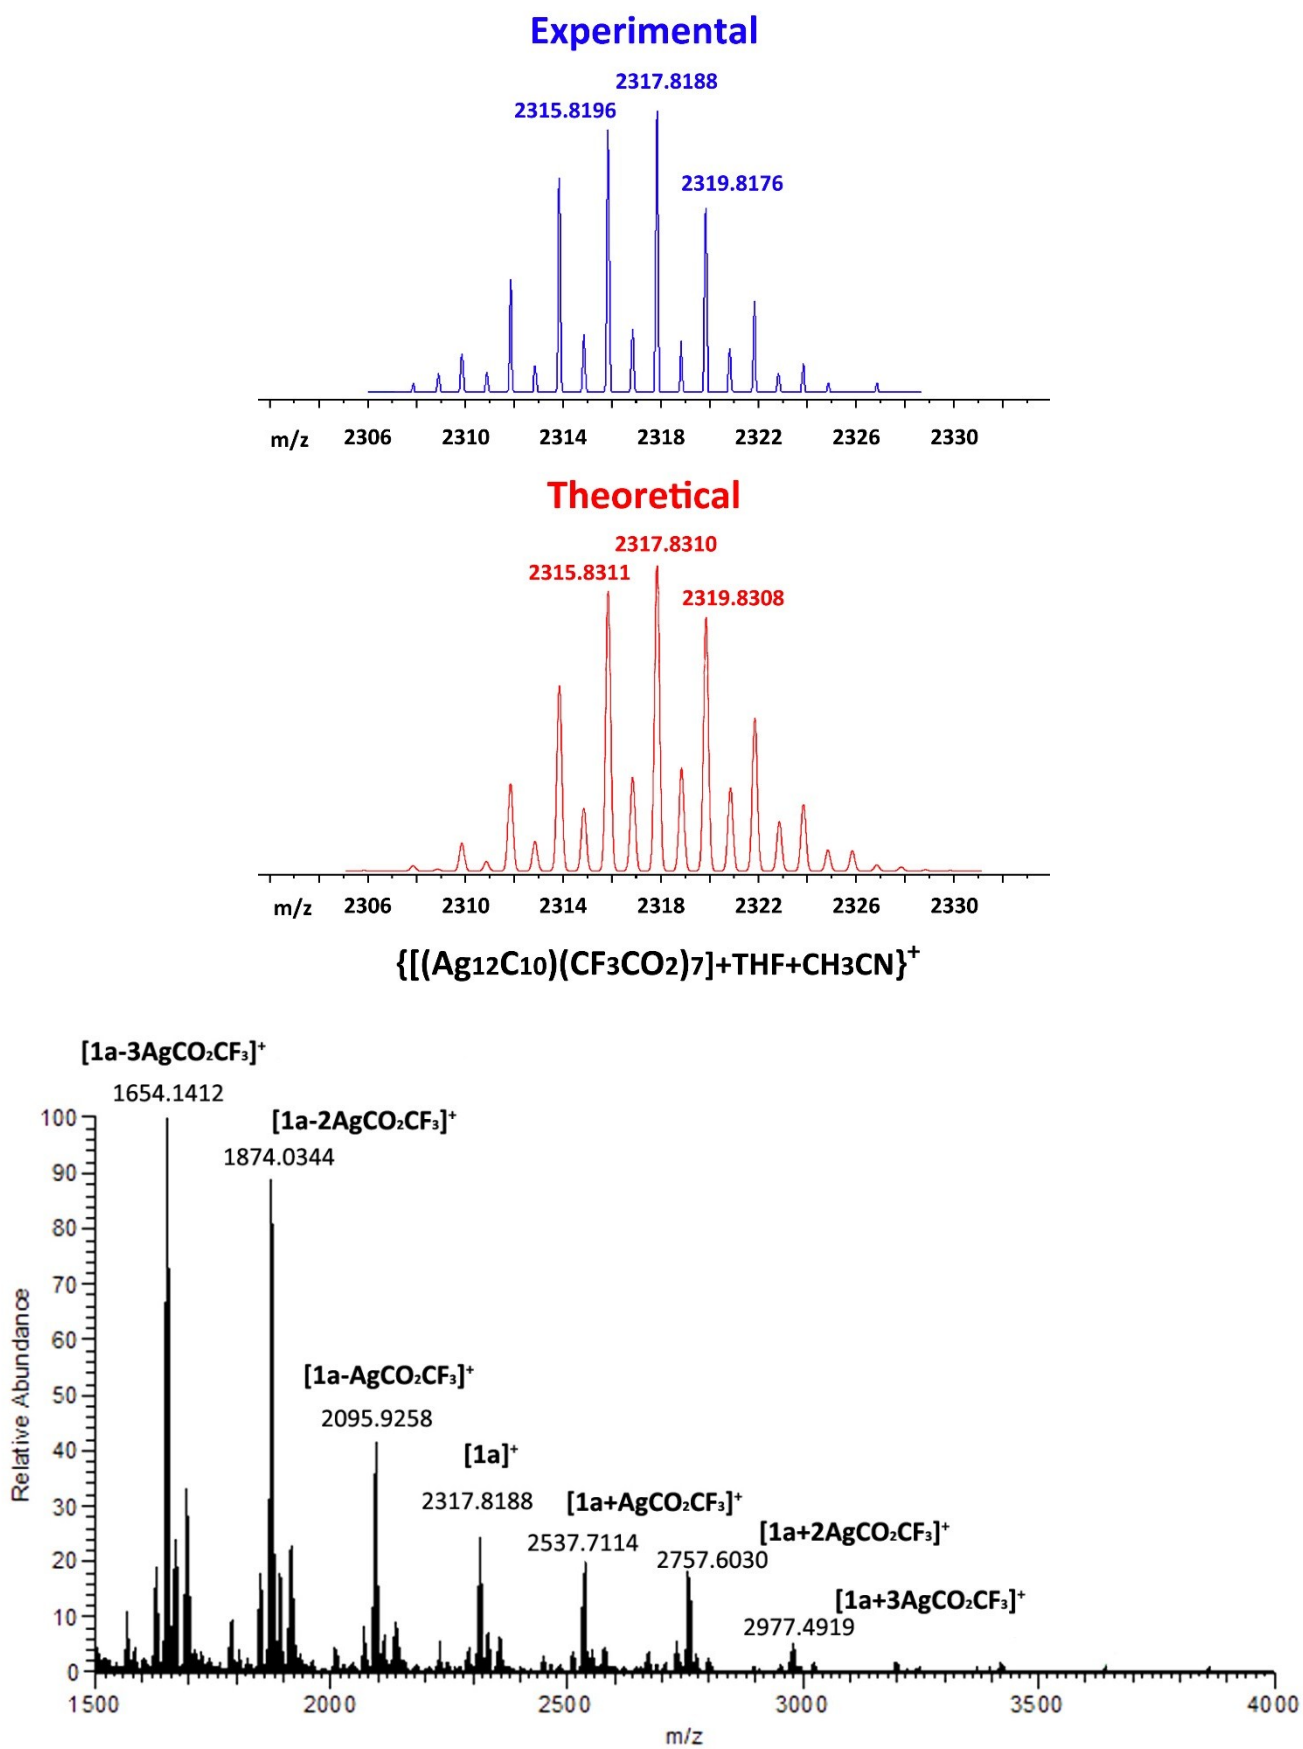 Experimental
2317.8188
2315.8196
2319.8176
m/z 2306 2310 2314 2318 2322 2326 2330
Theoretical
2317.8310
2315.8311
2319.8308
m/z 2306 2310 2314 2318 2322 2326 2330
{[(Ag12C10)(CF3CO2)7]+THF+CH3CN}⁺
[1a-3AgCO₂CF₃]⁺
1654.1412
[1a-2AgCO₂CF₃]⁺
1874.0344
[1a-AgCO₂CF₃]⁺
2095.9258
[1a]⁺
2317.8188
[1a+AgCO₂CF₃]⁺
2537.7114
[1a+2AgCO₂CF₃]⁺
2757.6030
[1a+3AgCO₂CF₃]⁺
2977.4919
Relative Abundance
100
90
80
70
60
50
40
30
20
10
0
1500 2000 2500 3000 3500 4000
m/z